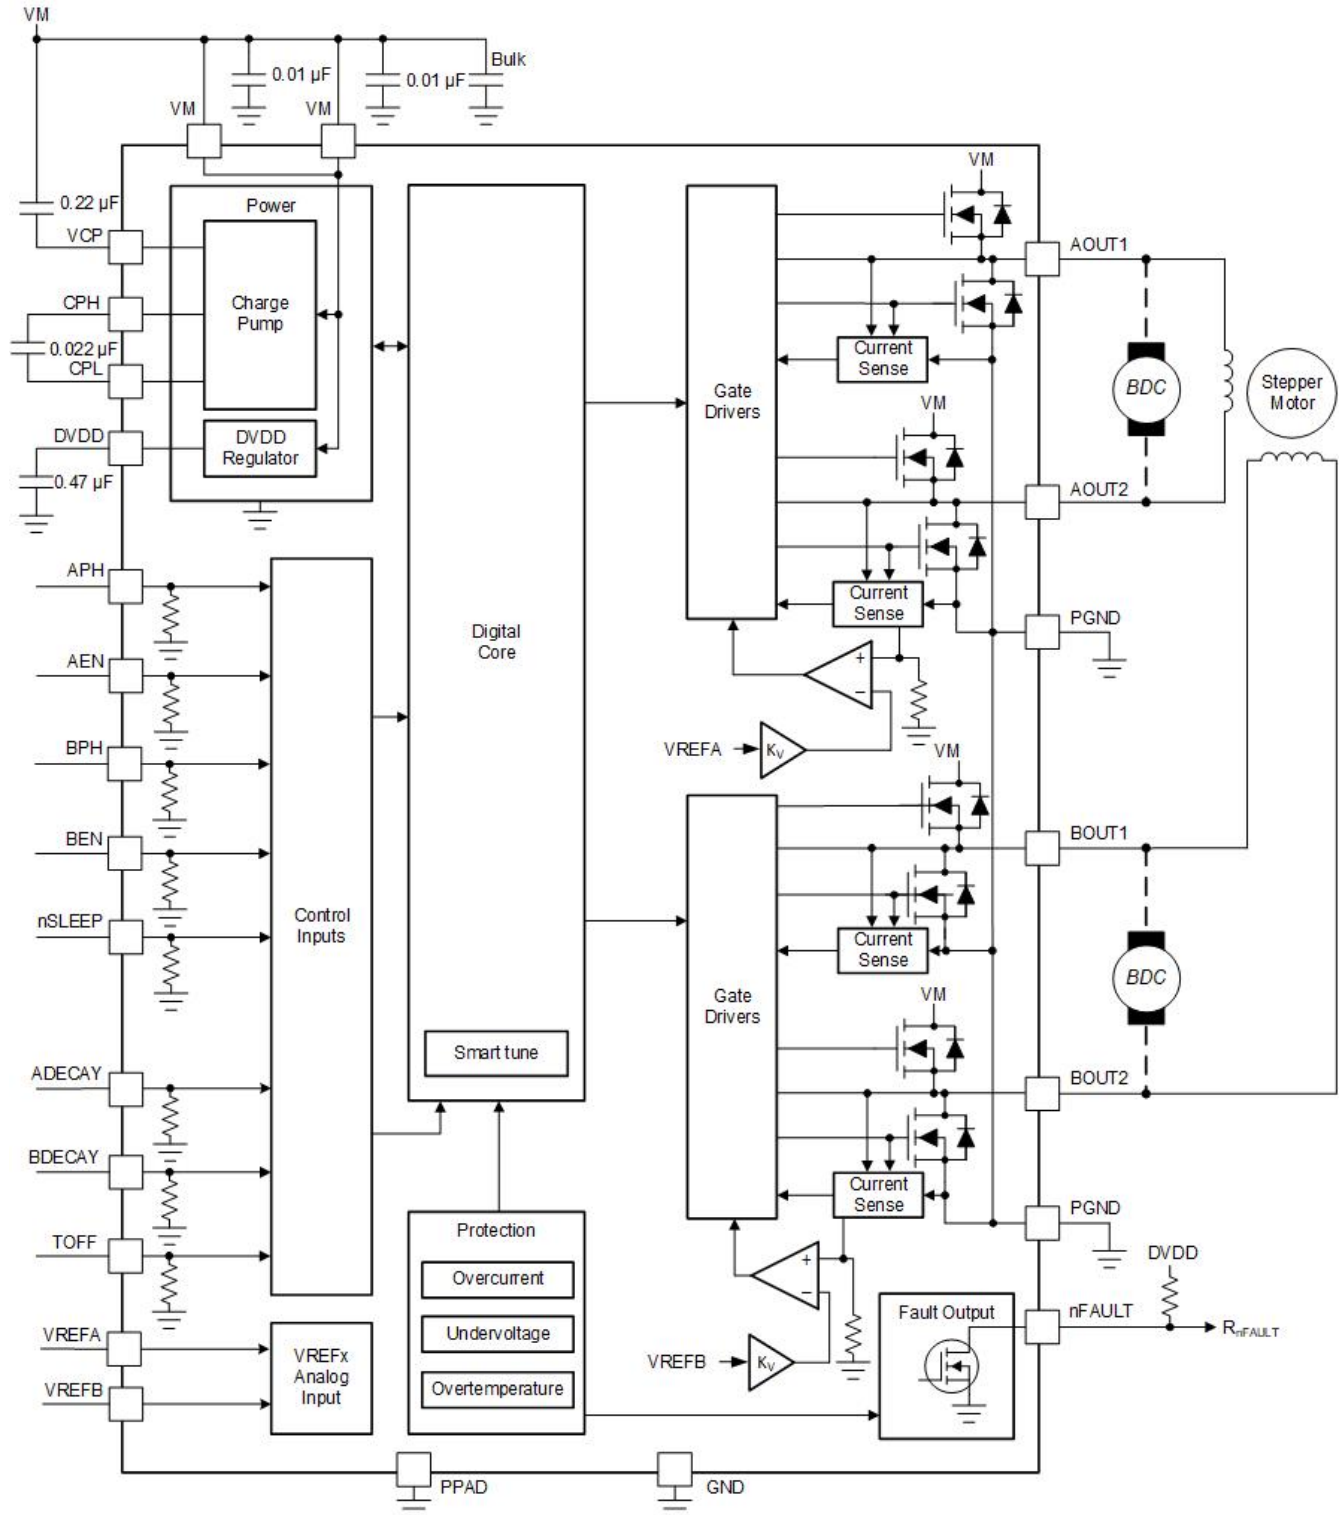 VM
Bulk
0.01 µF
0.01 µF
VM
VM
VM
0.22 µF
Power
VCP
AOUT1
CPH
Charge
Pump
0.022 µF
CPL
Current
Sense
Gate
Drivers
BDC
Stepper
Motor
VM
DVDD
DVDD
Regulator
0.47 µF
AOUT2
APH
Current
Sense
PGND
Digital
Core
AEN
+
−
BPH
VREFA
KV
VM
BEN
BOUT1
nSLEEP
Control
Inputs
Current
Sense
Gate
Drivers
BDC
VM
Smart tune
ADECAY
BOUT2
BDECAY
Current
Sense
PGND
Protection
TOFF
+
−
DVDD
Overcurrent
Fault Output
nFAULT
RnFAULT
VREFA
Undervoltage
VREFx
Analog
Input
VREFB
KV
VREFB
Overtemperature
PPAD
GND